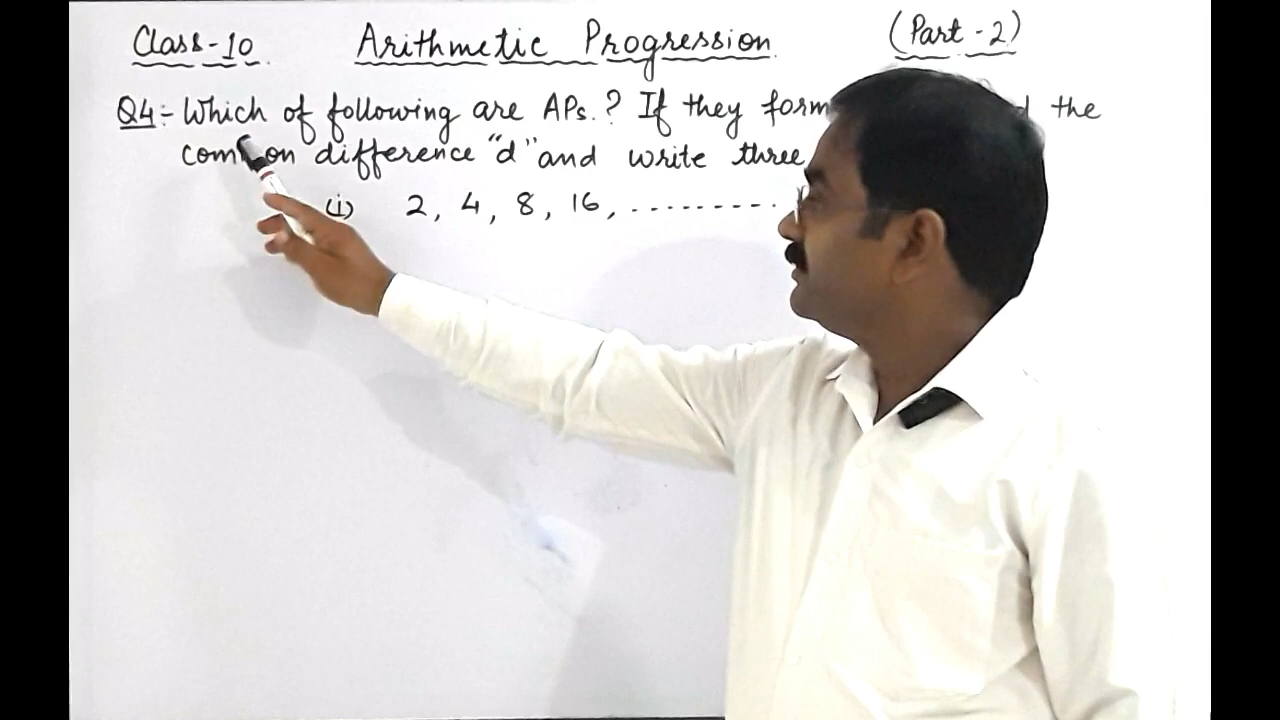 Class-10 Arithmetic Progression (Part-2)
Q4:- Which of following are APs.? If they form the
common difference "d" and write three
(i) 2, 4, 8, 16, ----------